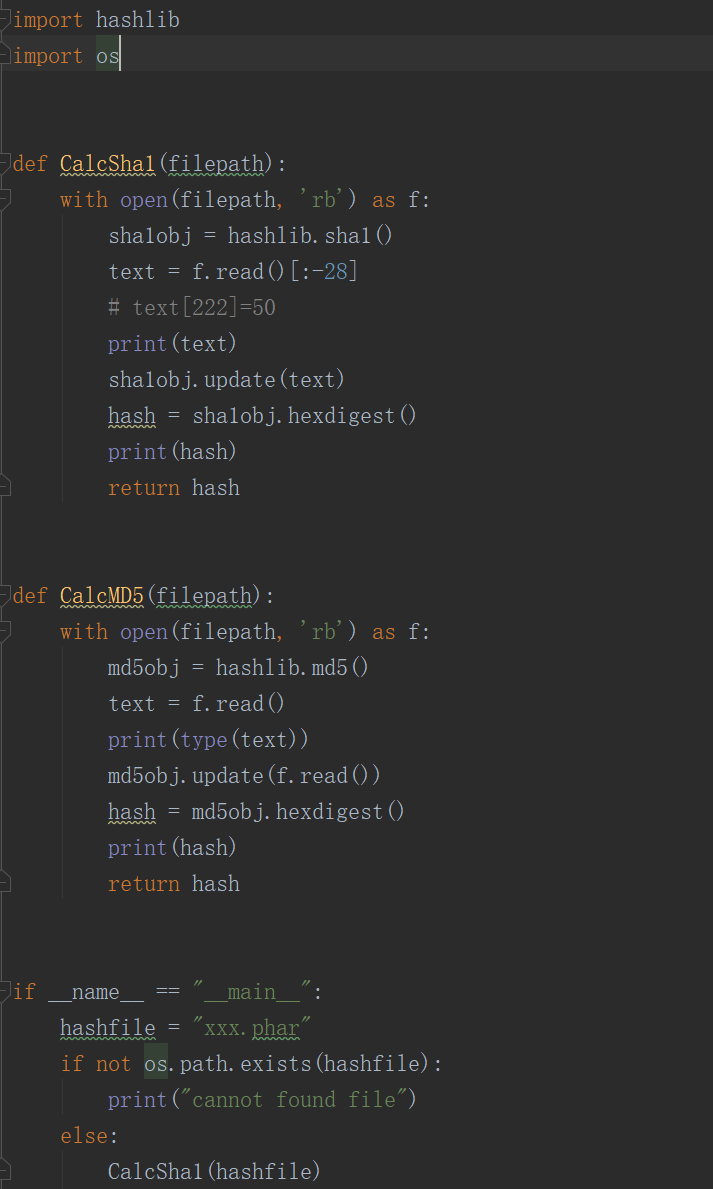 import hashlib
import os
def CalcSha1(filepath):
    with open(filepath, 'rb') as f:
        sha1obj = hashlib.sha1()
        text = f.read()[:-28]
        # text[222]=50
        print(text)
        sha1obj.update(text)
        hash = sha1obj.hexdigest()
        print(hash)
        return hash
def CalcMD5(filepath):
    with open(filepath, 'rb') as f:
        md5obj = hashlib.md5()
        text = f.read()
        print(type(text))
        md5obj.update(f.read())
        hash = md5obj.hexdigest()
        print(hash)
        return hash
if __name__ == "__main__":
    hashfile = "xxx.phar"
    if not os.path.exists(hashfile):
        print("cannot found file")
    else:
        CalcSha1(hashfile)